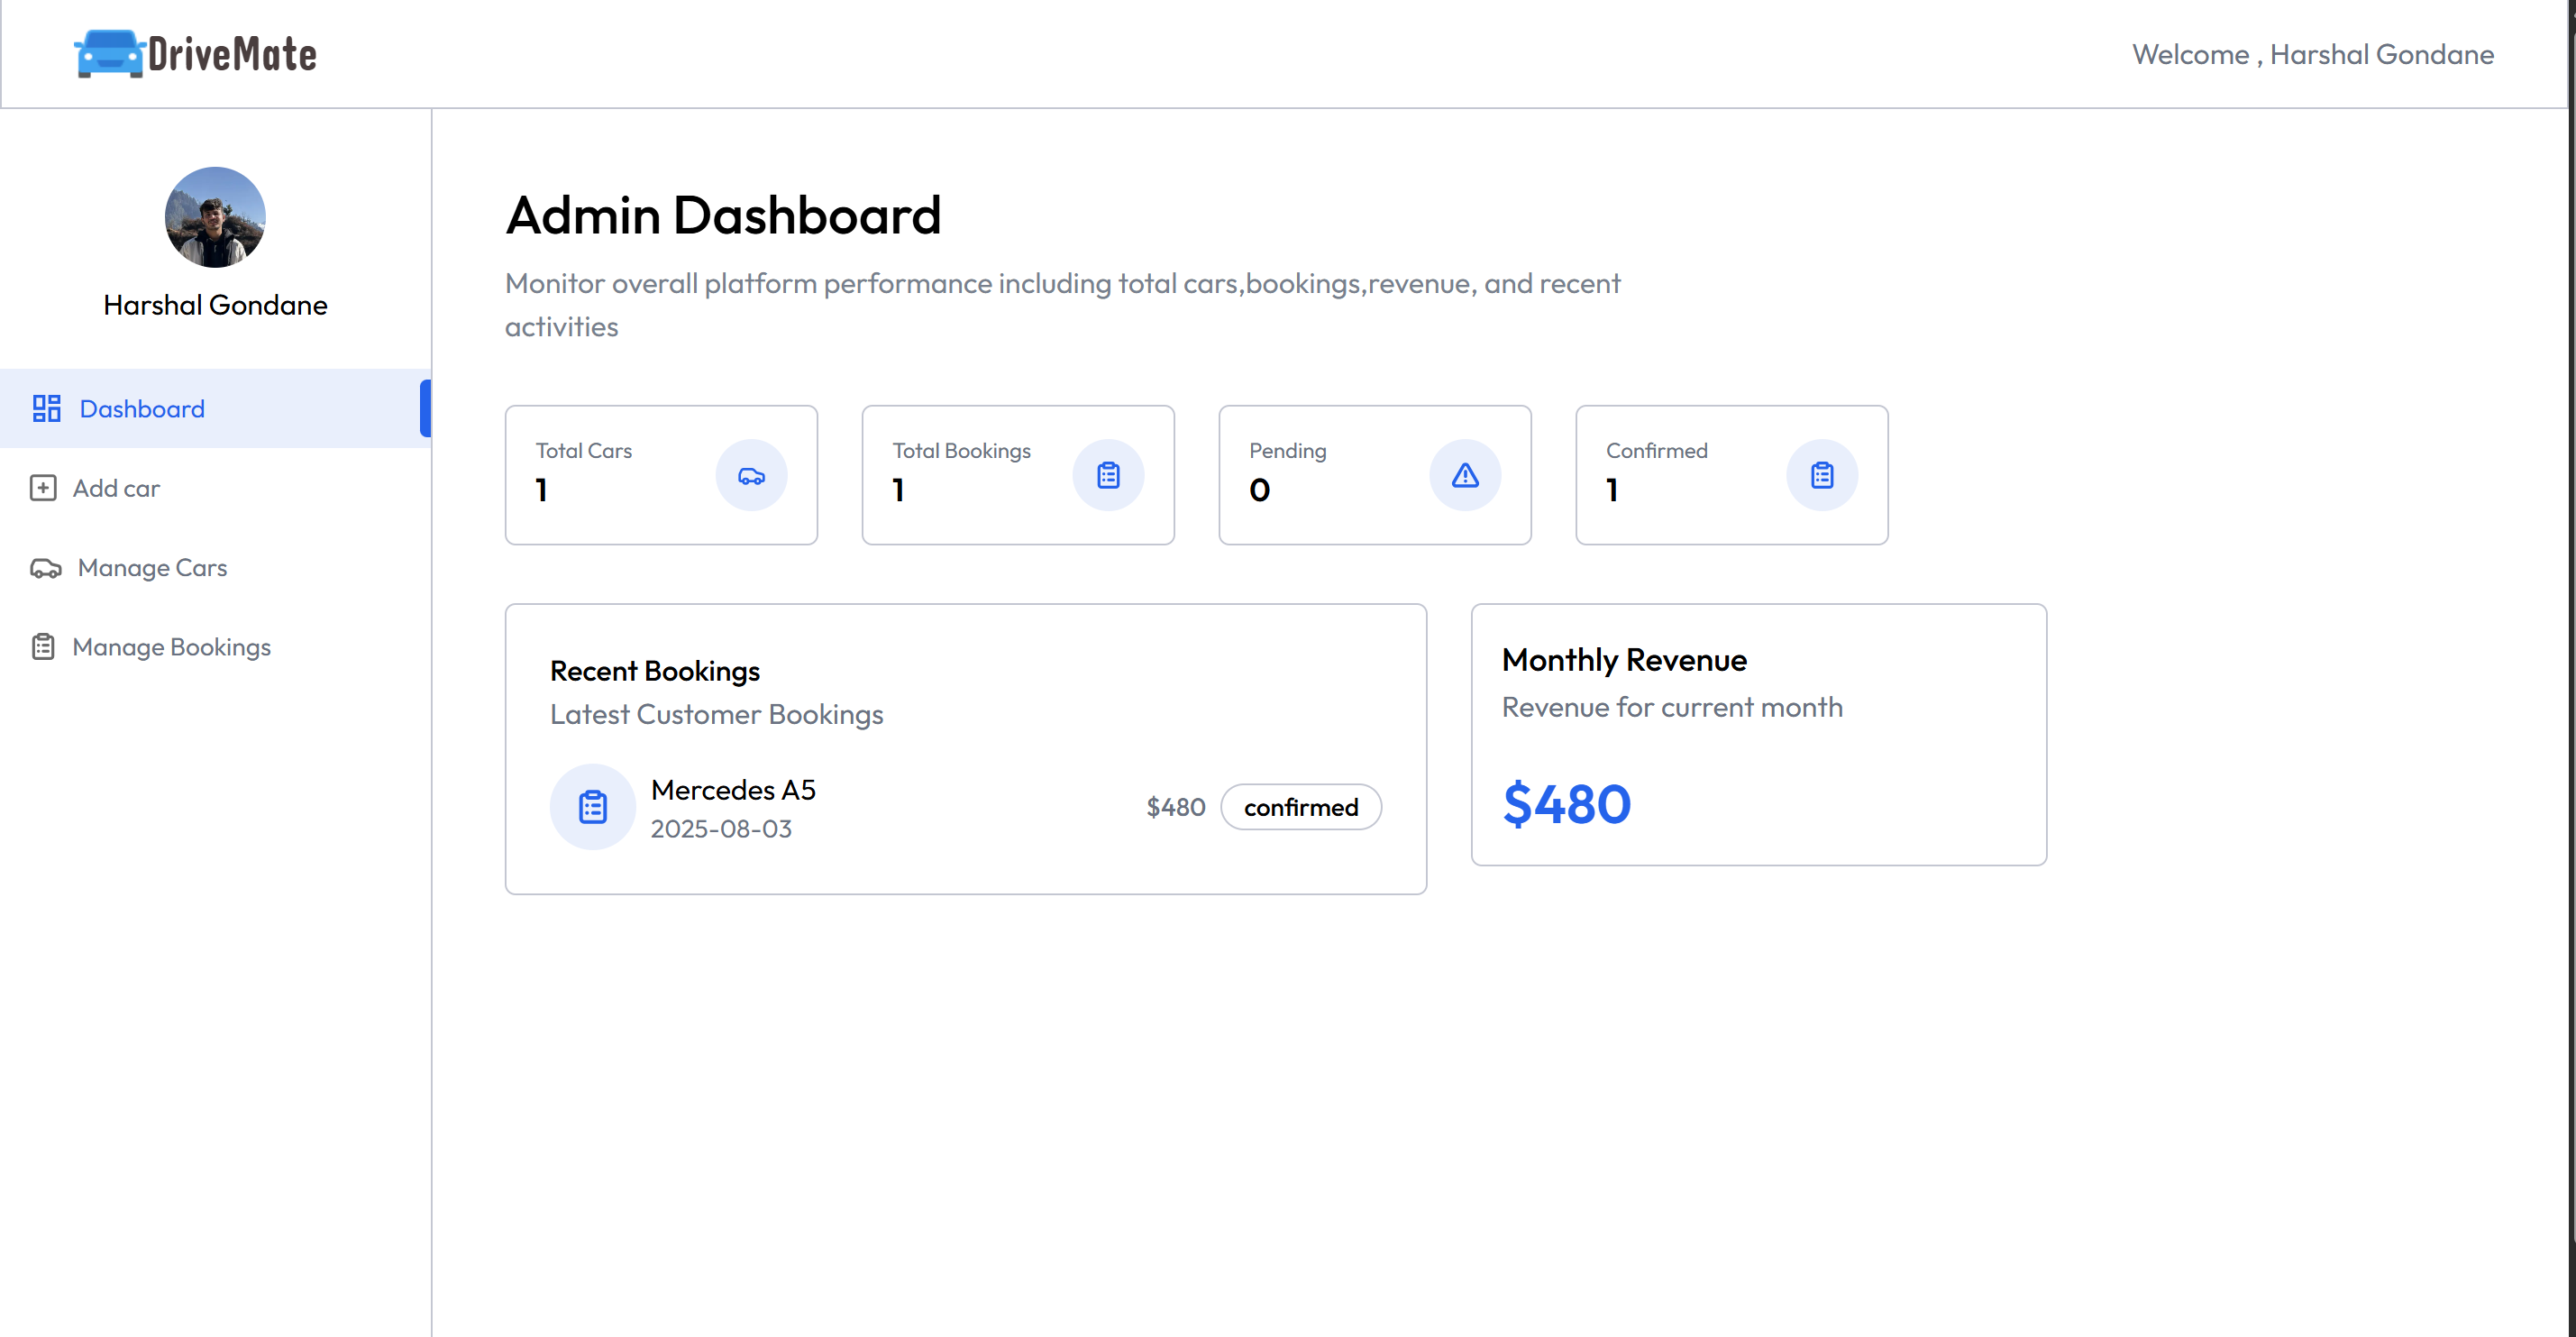 DriveMate
Welcome , Harshal Gondane
Harshal Gondane
Dashboard
Add car
Manage Cars
Manage Bookings
Admin Dashboard
Monitor overall platform performance including total cars,bookings,revenue, and recent
activities
Total Cars
1
Total Bookings
1
Pending
0
Confirmed
1
Recent Bookings
Latest Customer Bookings
Mercedes A5
2025-08-03
$480
confirmed
Monthly Revenue
Revenue for current month
$480